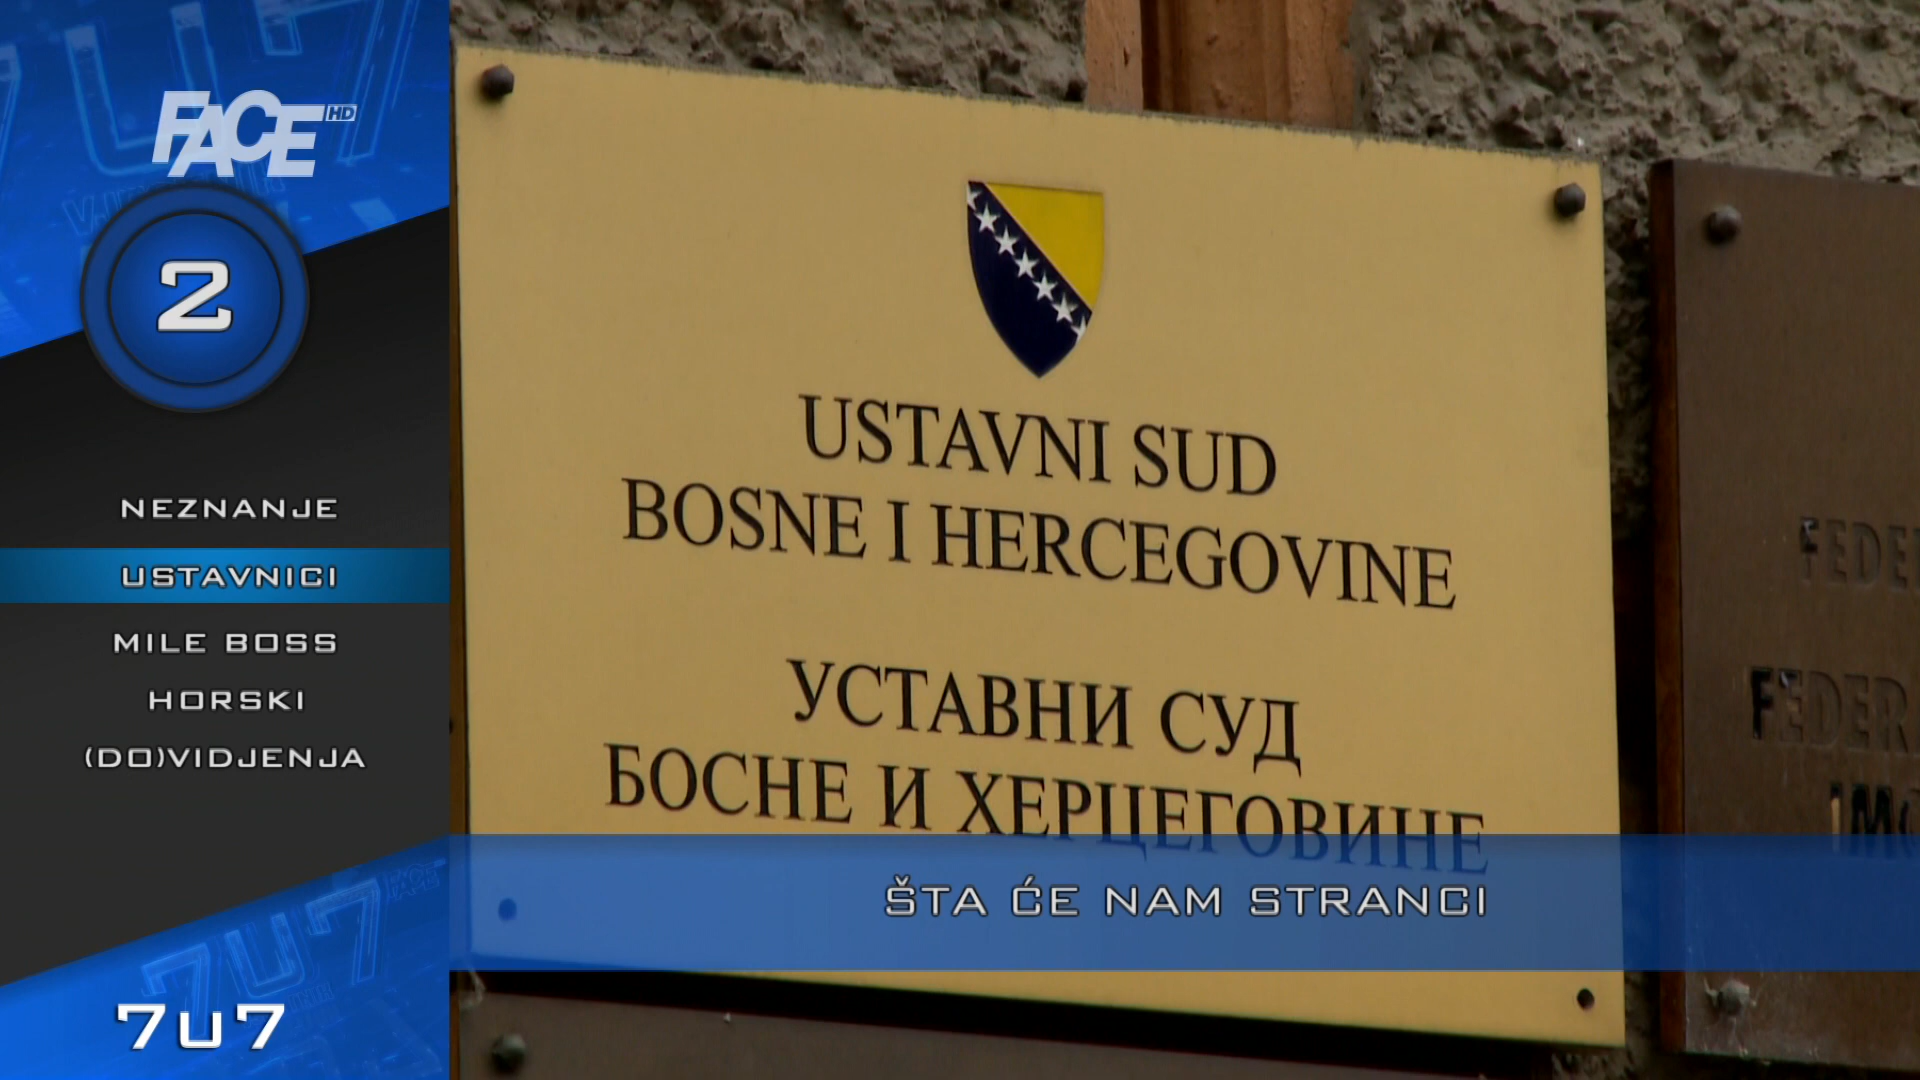 FACE HD
2
NEZNANJE
USTAVNICI
MILE BOSS
HORSKI
(DO)VIDJENJA
7u7
USTAVNI SUD
BOSNE I HERCEGOVINE
УСТАВНИ СУД
БОСНЕ И ХЕРЦЕГОВИНЕ
ŠTA ĆE NAM STRANCI